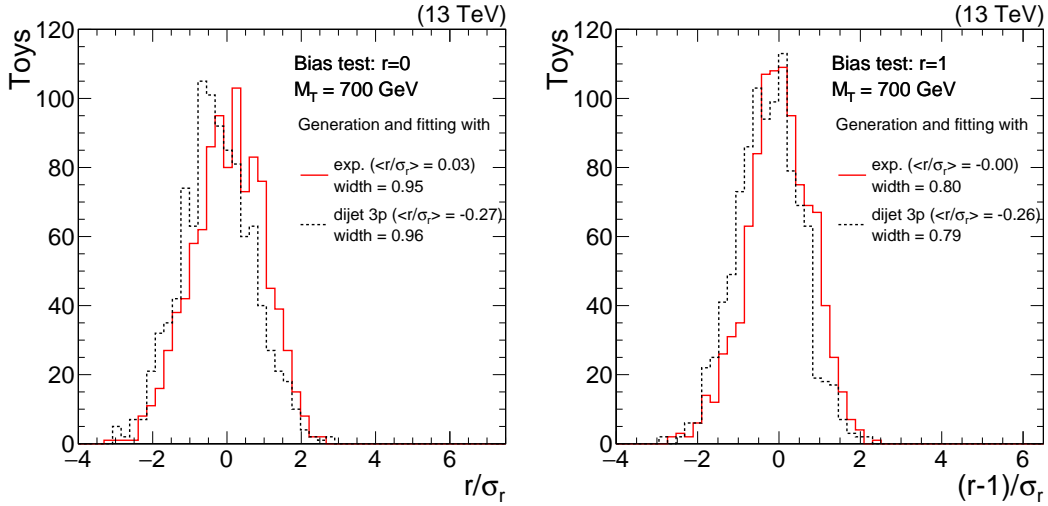 (13 TeV)
Toys
120
100
80
60
40
20
0
Bias test: r=0
M_T = 700 GeV
Generation and fitting with
exp. (<r/σ_r> = 0.03)
width = 0.95
dijet 3p (<r/σ_r> = -0.27)
width = 0.96
−4 −2 0 2 4 6
r/σ_r
(13 TeV)
Toys
120
100
80
60
40
20
0
Bias test: r=1
M_T = 700 GeV
Generation and fitting with
exp. (<r/σ_r> = -0.00)
width = 0.80
dijet 3p (<r/σ_r> = -0.26)
width = 0.79
−4 −2 0 2 4 6
(r-1)/σ_r